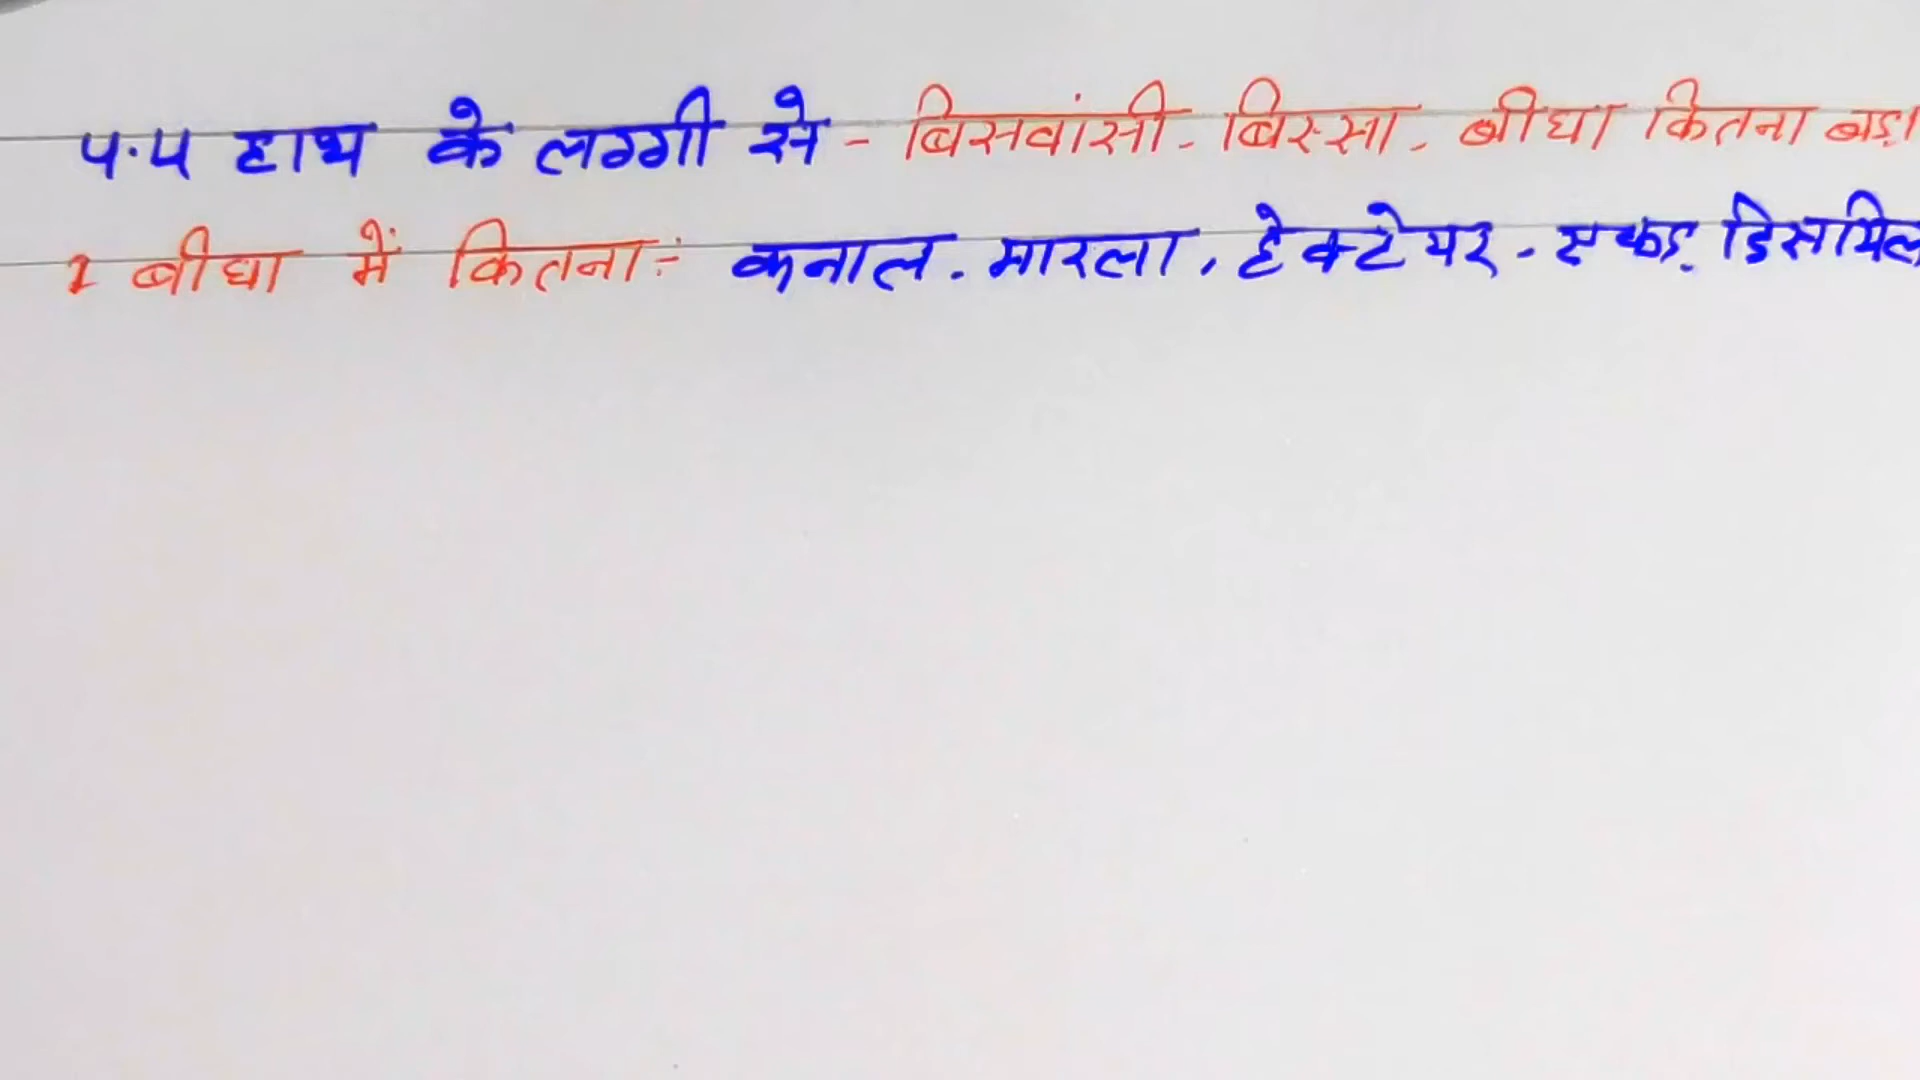 ५.५ हाथ के लग्गी से - बिसवांसी - बिस्सा - बीघा कितना बड़ा
1 बीघा में कितना :- कनाल - मारला , हेक्टेयर - एकड़ डिसमिल